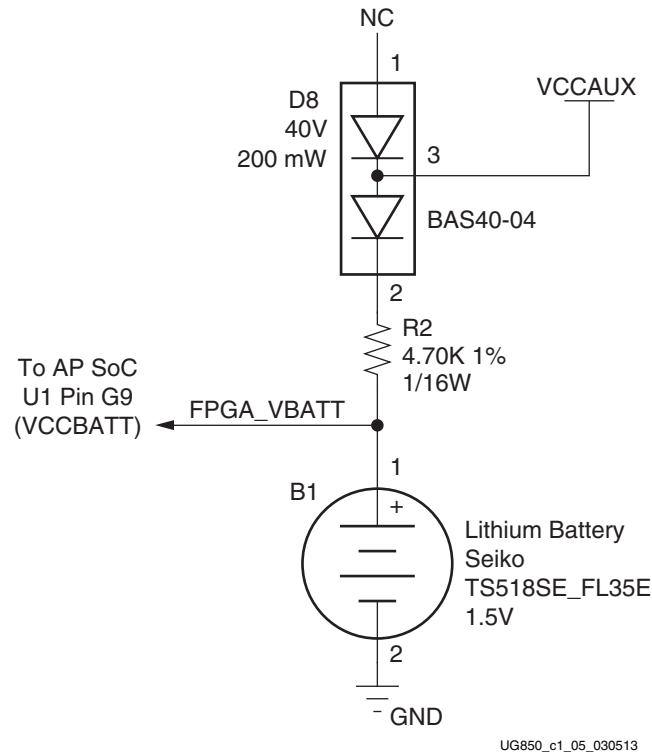 NC
1
D8
40V
200 mW
VCCAUX
3
BAS40-04
2
R2
4.70K 1%
1/16W
To AP SoC
U1 Pin G9
(VCCBATT)
FPGA_VBATT
1
B1
+
Lithium Battery
Seiko
TS518SE_FL35E
1.5V
2
GND
UG850_c1_05_030513